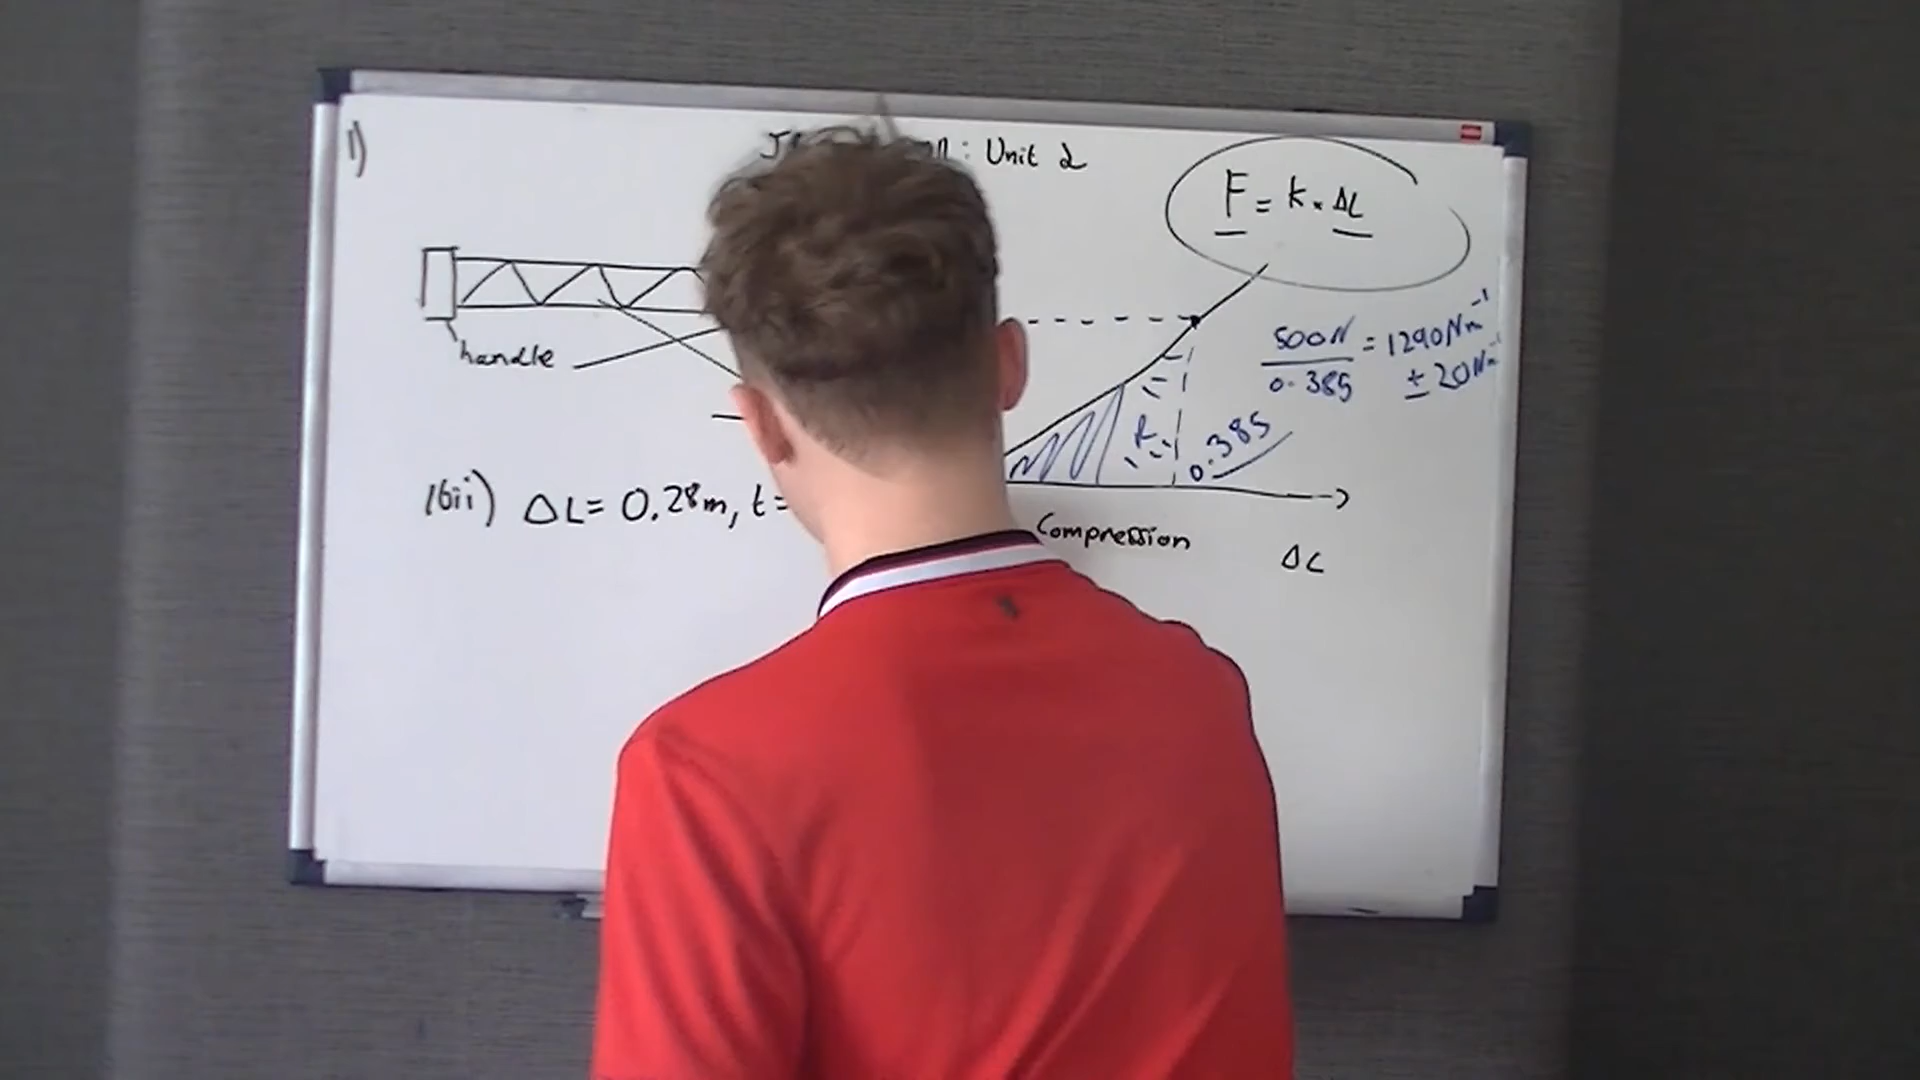 1)
: Unit 2
F = k × ΔL
handle
500N / 0.385 = 1290Nm⁻¹
± 20Nm⁻¹
0.385
1bii) ΔL = 0.28m, t =
Compression
ΔL